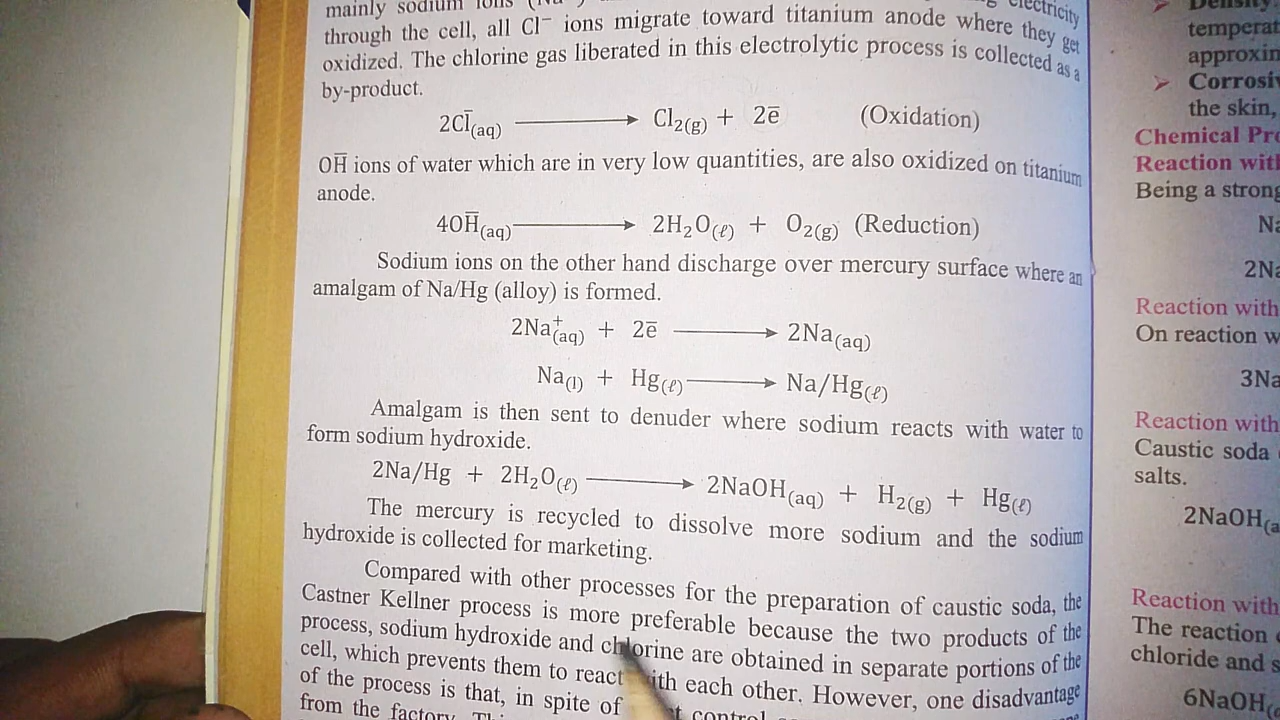 mainly sodium ions
electricity
through the cell, all Cl⁻ ions migrate toward titanium anode where they get
oxidized. The chlorine gas liberated in this electrolytic process is collected as a
by-product.
2Cl̄(aq) ⟶ Cl₂(g) + 2ē (Oxidation)
OH̄ ions of water which are in very low quantities, are also oxidized on titanium
anode.
4OH̄(aq) ⟶ 2H₂O(ℓ) + O₂(g) (Reduction)
Sodium ions on the other hand discharge over mercury surface where an
amalgam of Na/Hg (alloy) is formed.
2Na⁺(aq) + 2ē ⟶ 2Na(aq)
Na(l) + Hg(ℓ) ⟶ Na/Hg(ℓ)
Amalgam is then sent to denuder where sodium reacts with water to
form sodium hydroxide.
2Na/Hg + 2H₂O(ℓ) ⟶ 2NaOH(aq) + H₂(g) + Hg(ℓ)
The mercury is recycled to dissolve more sodium and the sodium
hydroxide is collected for marketing.
Compared with other processes for the preparation of caustic soda, the
Castner Kellner process is more preferable because the two products of the
process, sodium hydroxide and chlorine are obtained in separate portions of the
cell, which prevents them to react with each other. However, one disadvantage
of the process is that, in spite of
from the factory.
Density
temperat
approxin
Corrosiv
the skin,
Chemical Pro
Reaction with
Being a strong
Na
2Na
Reaction with
On reaction w
3Na
Reaction with
Caustic soda
salts.
2NaOH(a
Reaction with
The reaction
chloride and s
6NaOH(